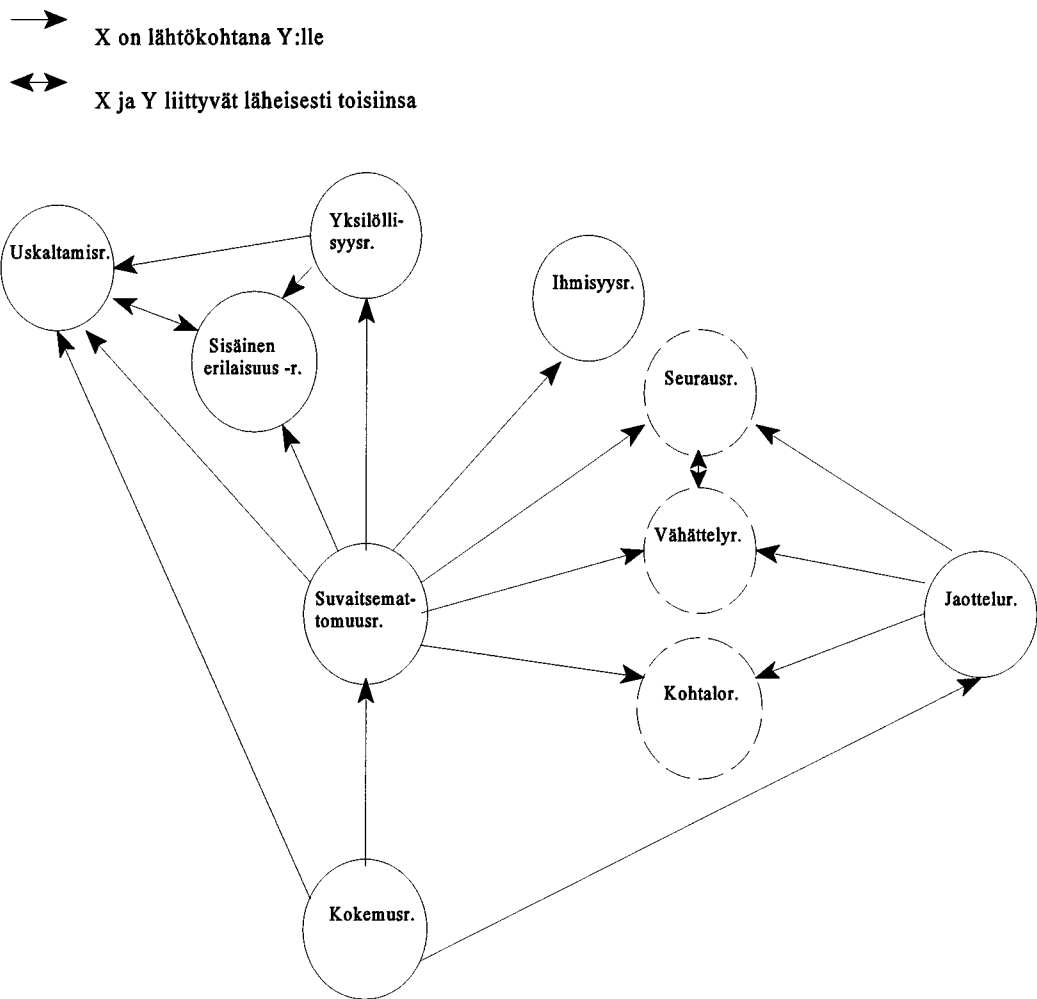 X on lähtökohtana Y:lle
X ja Y liittyvät läheisesti toisiinsa
Yksilölli-
syysr.
Uskaltamisr.
Ihmisyysr.
Sisäinen
erilaisuus -r.
Seurausr.
Vähättelyr.
Suvaitsemat-
tomuusr.
Jaottelur.
Kohtalor.
Kokemusr.